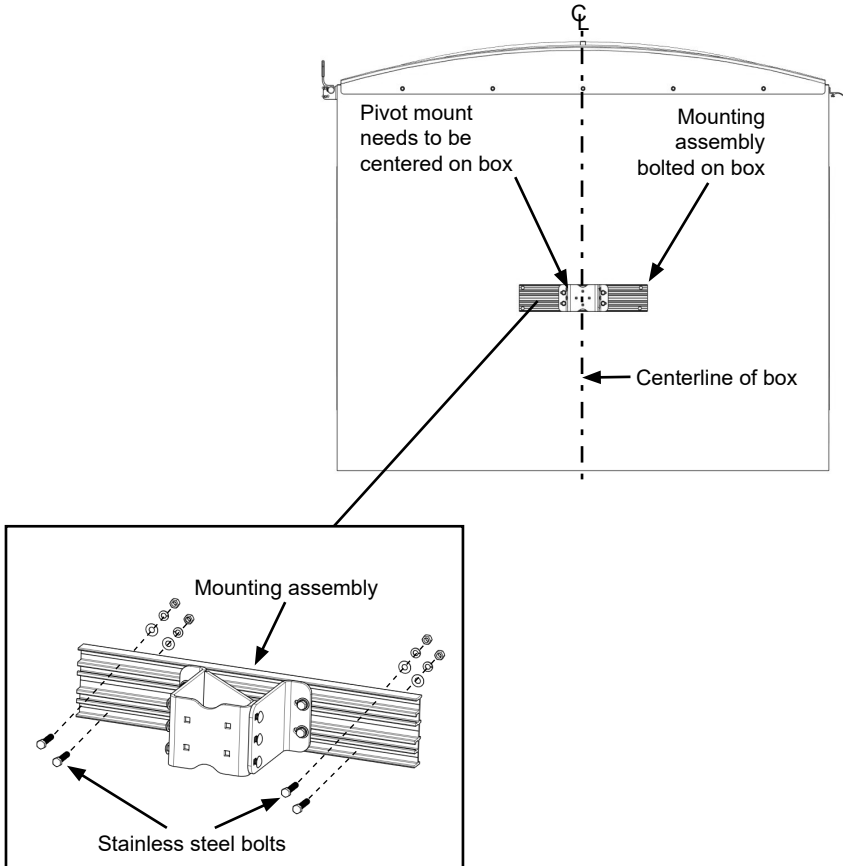 ℄
Pivot mount
needs to be
centered on box
Mounting
assembly
bolted on box
Centerline of box
Mounting assembly
Stainless steel bolts